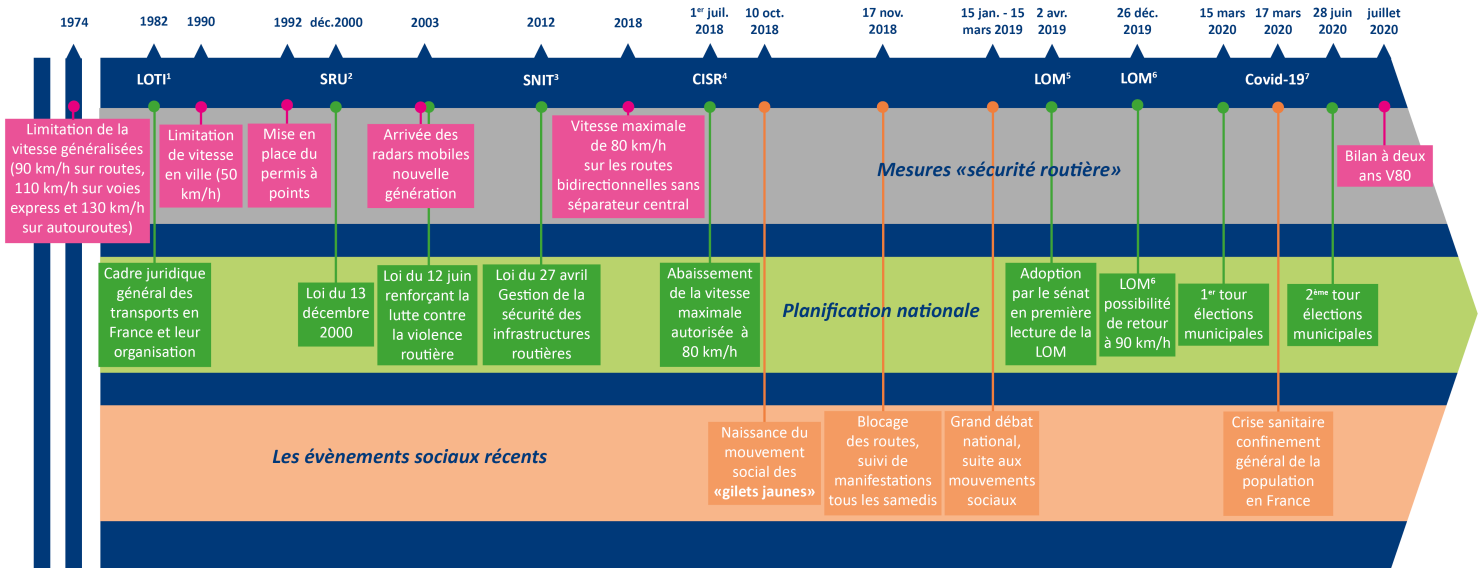 1974
1982
1990
1992
déc.2000
2003
2012
2018
1er juil.
2018
10 oct.
2018
17 nov.
2018
15 jan. - 15
mars 2019
2 avr.
2019
26 déc.
2019
15 mars
2020
17 mars
2020
28 juin
2020
juillet
2020
LOTI1
SRU2
SNIT3
CISR4
LOM5
LOM6
Covid-197
Limitation de la
vitesse généralisées
(90 km/h sur routes,
110 km/h sur voies
express et 130 km/h
sur autouroutes)
Limitation
de vitesse
en ville (50
km/h)
Mise en
place du
permis à
points
Arrivée des
radars mobiles
nouvelle
génération
Vitesse maximale
de 80 km/h
sur les routes
bidirectionnelles sans
séparateur central
Mesures «sécurité routière»
Bilan à deux
ans V80
Cadre juridique
général des
transports en
France et leur
organisation
Loi du 13
décembre
2000
Loi du 12 juin
renforçant la
lutte contre
la violence
routière
Loi du 27 avril
Gestion de la
sécurité des
infrastructures
routières
Abaissement
de la vitesse
maximale
autorisée à
80 km/h
Planification nationale
Adoption
par le sénat
en première
lecture de la
LOM
LOM6
possibilité
de retour
à 90 km/h
1er tour
élections
municipales
2ème tour
élections
municipales
Les évènements sociaux récents
Naissance du
mouvement
social des
«gilets jaunes»
Blocage
des routes,
suivi de
manifestations
tous les samedis
Grand débat
national,
suite aux
mouvements
sociaux
Crise sanitaire
confinement
général de la
population
en France